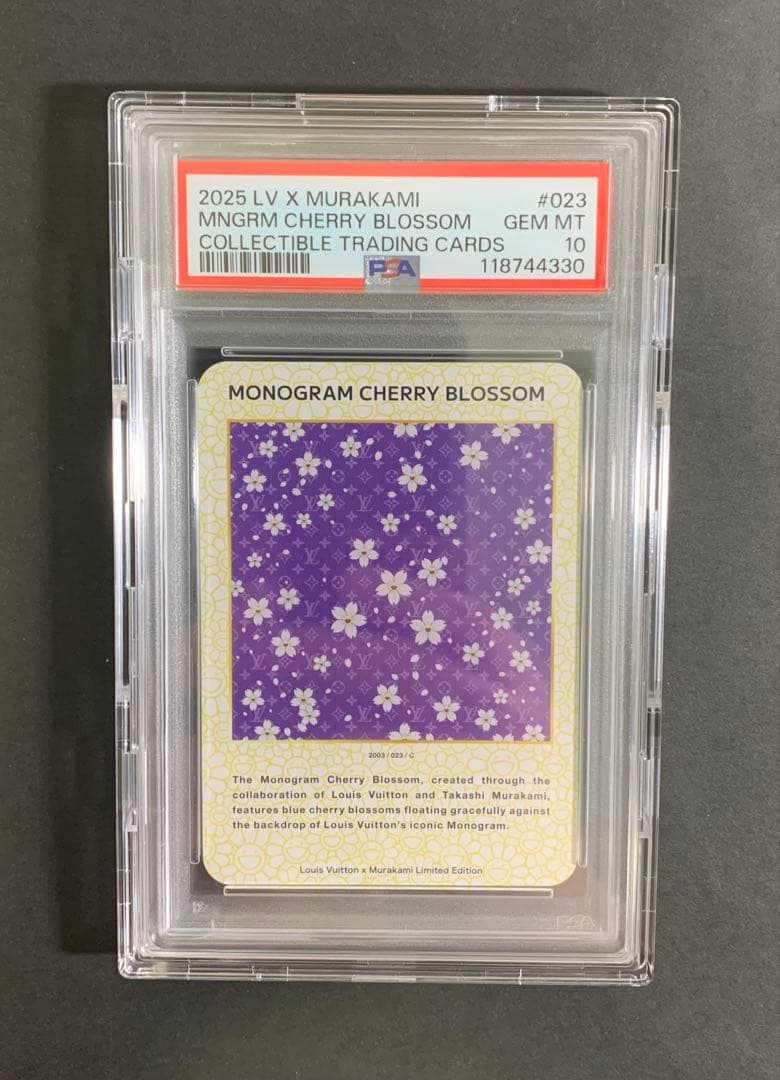 2025 LV X MURAKAMI #023
MNGRM CHERRY BLOSSOM GEM MT
COLLECTIBLE TRADING CARDS 10
PSA 118744330
MONOGRAM CHERRY BLOSSOM
2003 / 023 / C
The Monogram Cherry Blossom, created through the
collaboration of Louis Vuitton and Takashi Murakami,
features blue cherry blossoms floating gracefully against
the backdrop of Louis Vuitton's iconic Monogram.
Louis Vuitton x Murakami Limited Edition